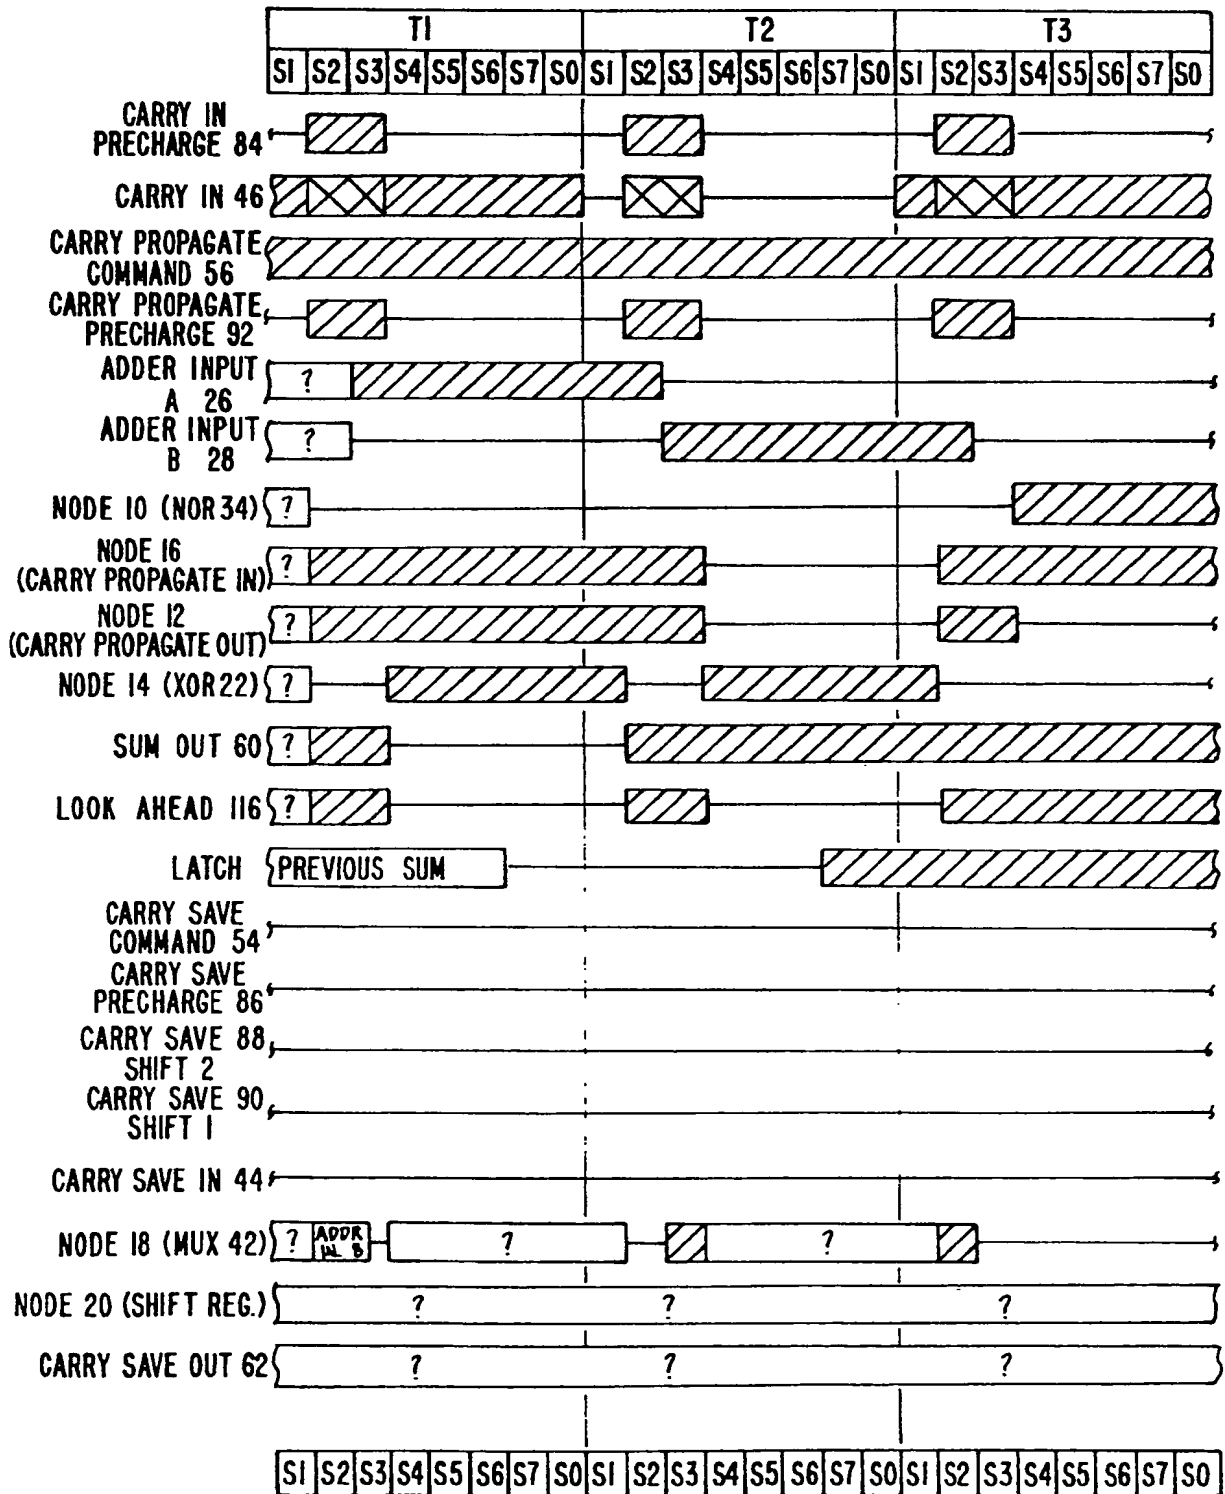 T1 T2 T3
S1 S2 S3 S4 S5 S6 S7 S0 S1 S2 S3 S4 S5 S6 S7 S0 S1 S2 S3 S4 S5 S6 S7 S0
CARRY IN
PRECHARGE 84
CARRY IN 46
CARRY PROPAGATE
COMMAND 56
CARRY PROPAGATE
PRECHARGE 92
ADDER INPUT
A 26
?
ADDER INPUT
B 28
?
NODE 10 (NOR 34) ?
NODE 16
(CARRY PROPAGATE IN)
?
NODE 12
(CARRY PROPAGATE OUT)
?
NODE 14 (XOR 22) ?
SUM OUT 60 ?
LOOK AHEAD 116 ?
LATCH PREVIOUS SUM
CARRY SAVE
COMMAND 54
CARRY SAVE
PRECHARGE 86
CARRY SAVE 88
SHIFT 2
CARRY SAVE 90
SHIFT 1
CARRY SAVE IN 44
NODE 18 (MUX 42) ? ADDR ? ?
IN B
NODE 20 (SHIFT REG.) ? ? ?
CARRY SAVE OUT 62 ? ? ?
S1 S2 S3 S4 S5 S6 S7 S0 S1 S2 S3 S4 S5 S6 S7 S0 S1 S2 S3 S4 S5 S6 S7 S0